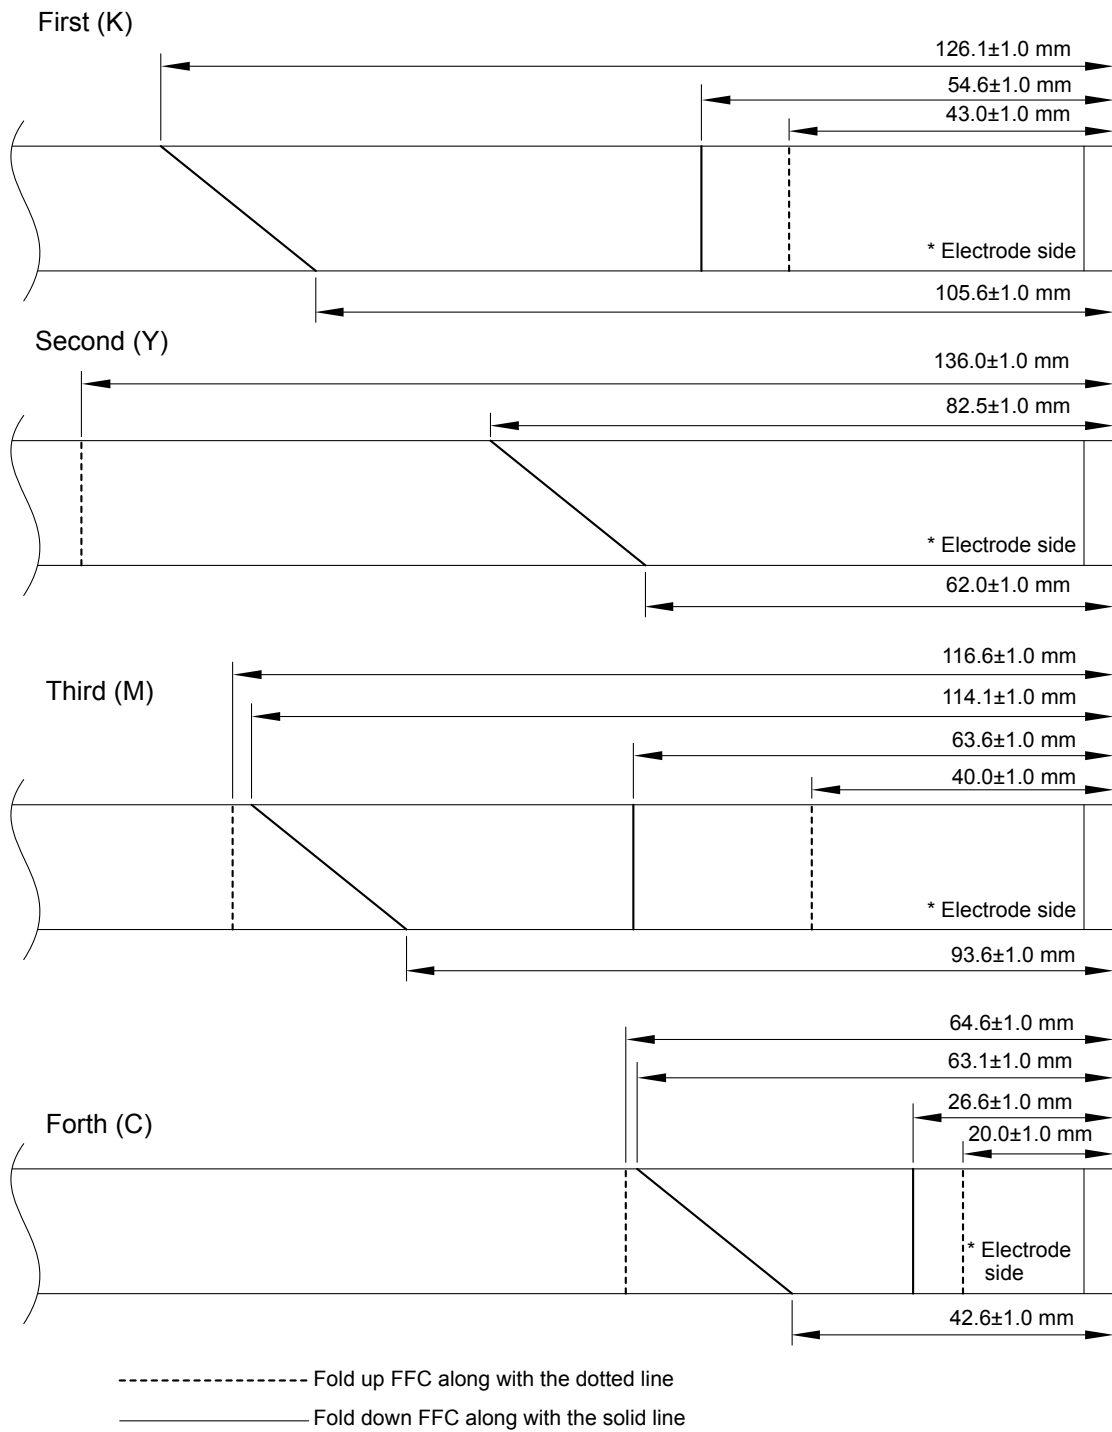 First (K)
126.1±1.0 mm
54.6±1.0 mm
43.0±1.0 mm
* Electrode side
105.6±1.0 mm
Second (Y)
136.0±1.0 mm
82.5±1.0 mm
* Electrode side
62.0±1.0 mm
116.6±1.0 mm
Third (M)
114.1±1.0 mm
63.6±1.0 mm
40.0±1.0 mm
* Electrode side
93.6±1.0 mm
64.6±1.0 mm
63.1±1.0 mm
26.6±1.0 mm
Forth (C)
20.0±1.0 mm
* Electrode
side
42.6±1.0 mm
Fold up FFC along with the dotted line
Fold down FFC along with the solid line